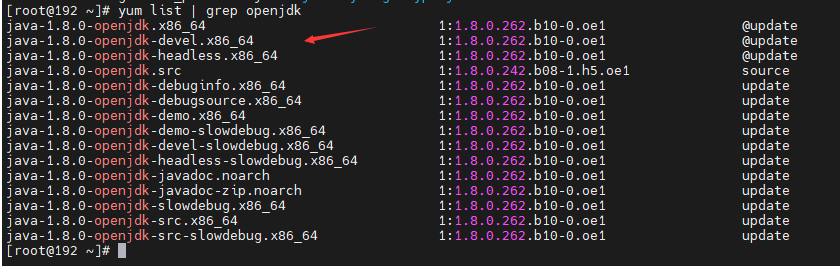 [root@192 ~]# yum list | grep openjdk
java-1.8.0-openjdk.x86_64 1:1.8.0.262.b10-0.oe1 @update
java-1.8.0-openjdk-devel.x86_64 1:1.8.0.262.b10-0.oe1 @update
java-1.8.0-openjdk-headless.x86_64 1:1.8.0.262.b10-0.oe1 @update
java-1.8.0-openjdk.src 1:1.8.0.242.b08-1.h5.oe1 source
java-1.8.0-openjdk-debuginfo.x86_64 1:1.8.0.262.b10-0.oe1 update
java-1.8.0-openjdk-debugsource.x86_64 1:1.8.0.262.b10-0.oe1 update
java-1.8.0-openjdk-demo.x86_64 1:1.8.0.262.b10-0.oe1 update
java-1.8.0-openjdk-demo-slowdebug.x86_64 1:1.8.0.262.b10-0.oe1 update
java-1.8.0-openjdk-devel-slowdebug.x86_64 1:1.8.0.262.b10-0.oe1 update
java-1.8.0-openjdk-headless-slowdebug.x86_64 1:1.8.0.262.b10-0.oe1 update
java-1.8.0-openjdk-javadoc.noarch 1:1.8.0.262.b10-0.oe1 update
java-1.8.0-openjdk-javadoc-zip.noarch 1:1.8.0.262.b10-0.oe1 update
java-1.8.0-openjdk-slowdebug.x86_64 1:1.8.0.262.b10-0.oe1 update
java-1.8.0-openjdk-src.x86_64 1:1.8.0.262.b10-0.oe1 update
java-1.8.0-openjdk-src-slowdebug.x86_64 1:1.8.0.262.b10-0.oe1 update
[root@192 ~]#